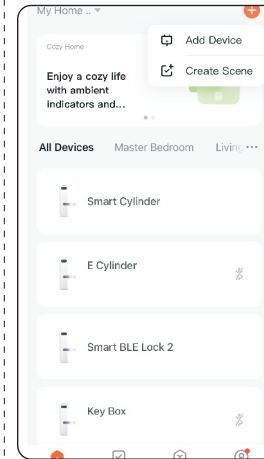 My Home ..
Add Device
Create Scene
Cozy Home
Enjoy a cozy life
with ambient
indicators and...
All Devices Master Bedroom Living ...
Smart Cylinder
E Cylinder
Smart BLE Lock 2
Key Box